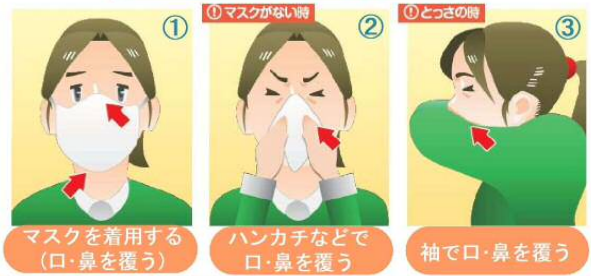 ①
マスクを着用する
(口･鼻を覆う)
①マスクがない時
②
ハンカチなどで
口･鼻を覆う
①とっさの時
③
袖で口･鼻を覆う